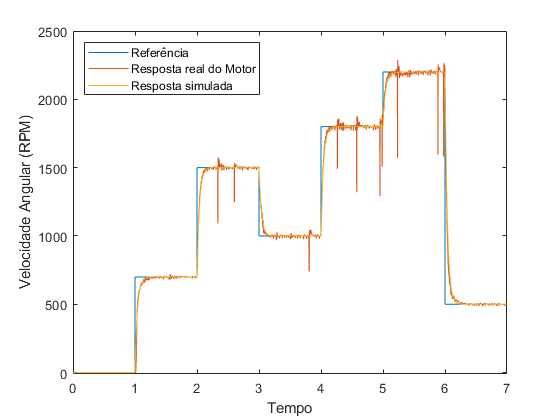 2500
2000
1500
1000
500
0
Velocidade Angular (RPM)
Referência
Resposta real do Motor
Resposta simulada
0 1 2 3 4 5 6 7
Tempo